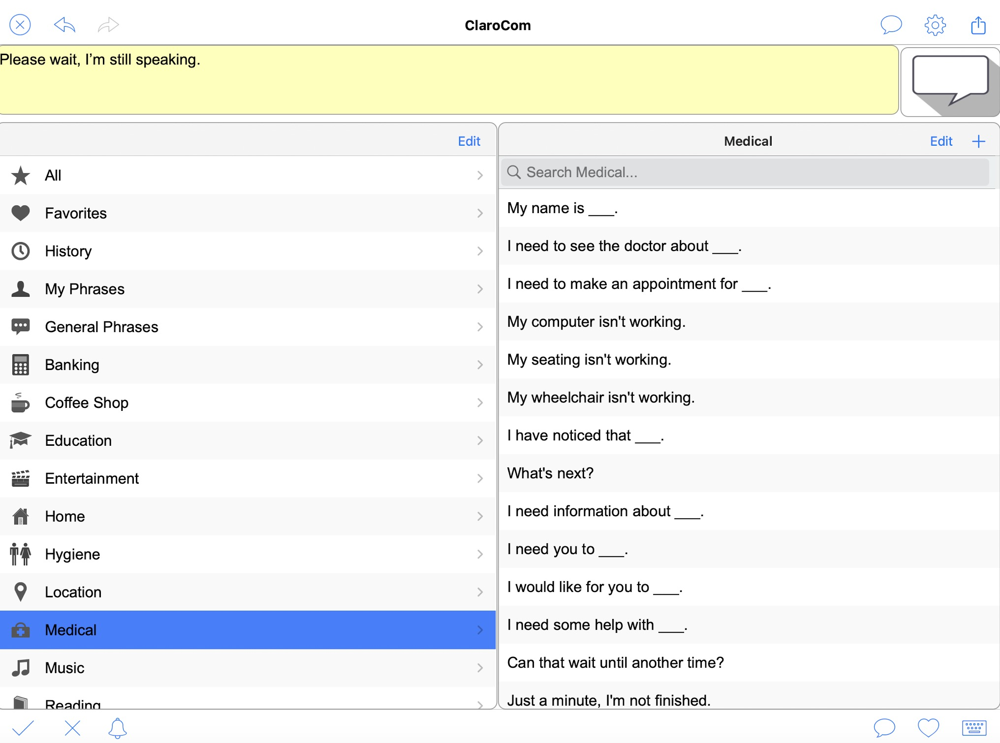 ClaroCom
Please wait, I’m still speaking.
Edit
All
Favorites
History
My Phrases
General Phrases
Banking
Coffee Shop
Education
Entertainment
Home
Hygiene
Location
Medical
Music
Reading
Medical
Edit
Search Medical...
My name is ___.
I need to see the doctor about ___.
I need to make an appointment for ___.
My computer isn't working.
My seating isn't working.
My wheelchair isn't working.
I have noticed that ___.
What's next?
I need information about ___.
I need you to ___.
I would like for you to ___.
I need some help with ___.
Can that wait until another time?
Just a minute, I'm not finished.